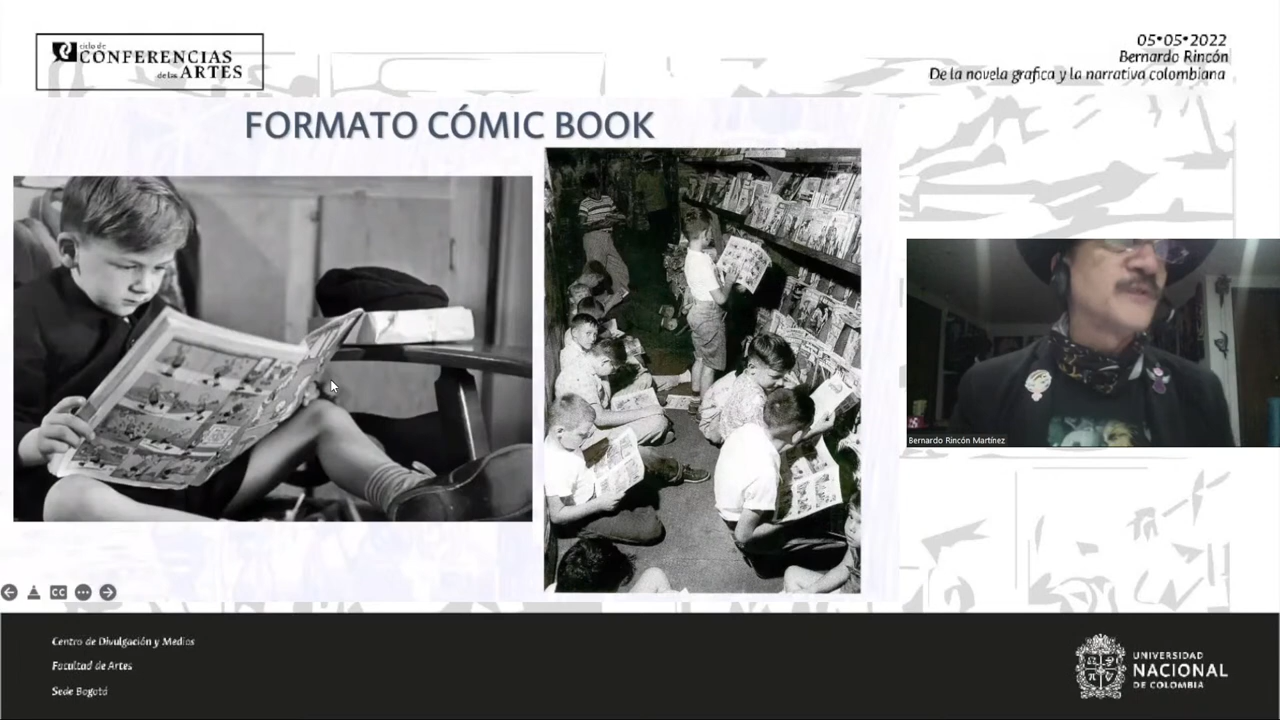 ciclo de
CONFERENCIAS
de las ARTES
05•05•2022
Bernardo Rincón
De la novela grafica y la narrativa colombiana
FORMATO CÓMIC BOOK
Bernardo Rincón Martínez
CC
Centro de Divulgación y Medios
Facultad de Artes
Sede Bogotá
UNIVERSIDAD
NACIONAL
DE COLOMBIA